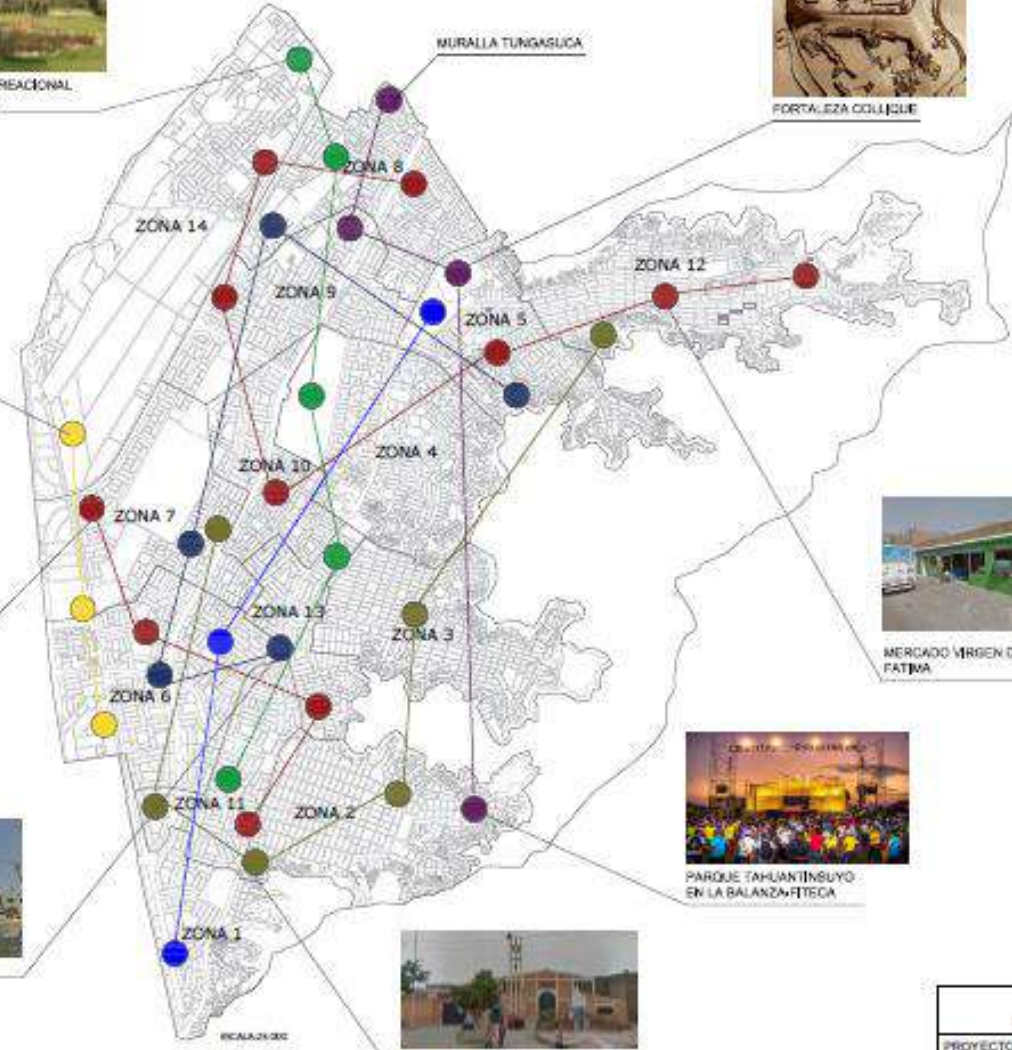 MURALLA TUNGASUCA
REACIONAL
FORTALEZA COLLIQUE
ZONA 8
ZONA 14
ZONA 12
ZONA 9
ZONA 5
ZONA 4
ZONA 10
ZONA 7
ZONA 13
ZONA 3
MERCADO VIRGEN D
FATIMA
ZONA 6
ZONA 11
ZONA 2
PARQUE TAHUANTINSUYO
EN LA BALANZA-FITECA
ZONA 1
PROYECTO